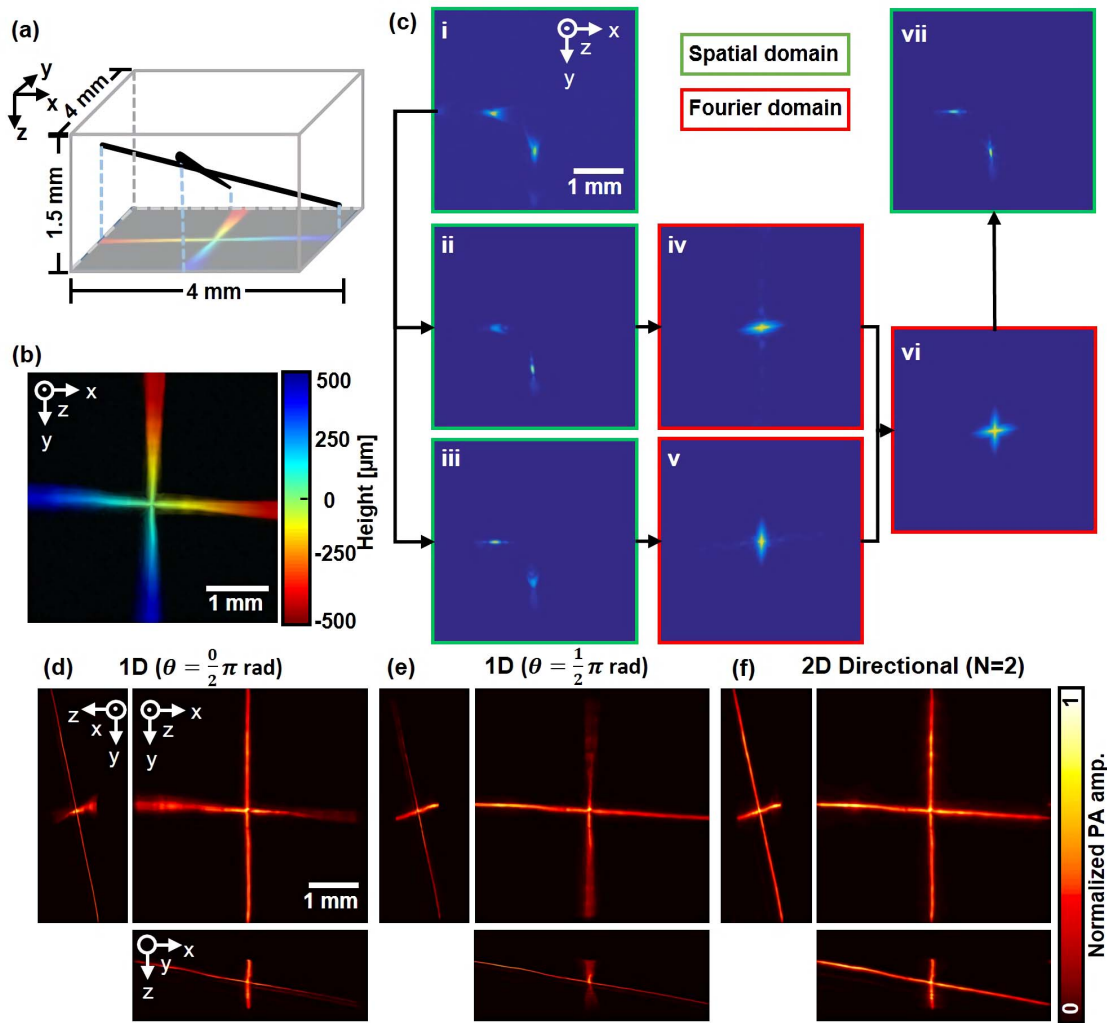 (a)
y
x
z
4 mm
1.5 mm
4 mm
(b)
x
z
y
1 mm
500
250
0
-250
-500
Height [µm]
(c)
i
x
z
y
1 mm
Spatial domain
Fourier domain
vii
ii
iv
iii
v
vi
(d) 1D (θ = 0/2 π rad)
z
x
y
x
z
y
1 mm
x
y
z
(e) 1D (θ = 1/2 π rad)
(f) 2D Directional (N=2)
1
0
Normalized PA amp.